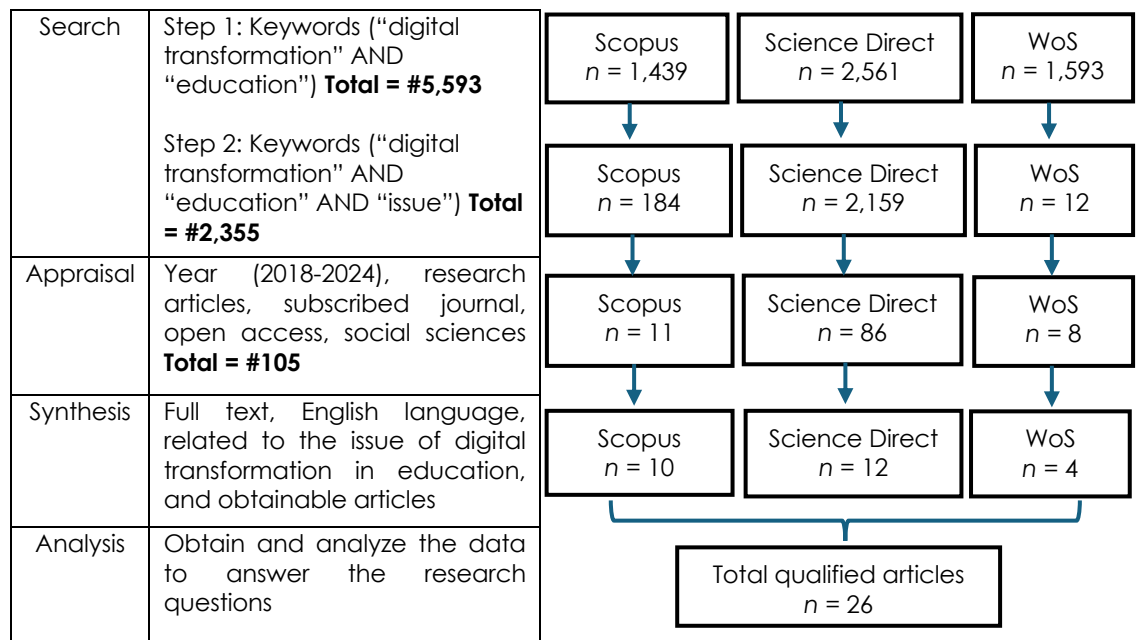 Search
Step 1: Keywords (“digital
transformation” AND
“education”) Total = #5,593
Step 2: Keywords (“digital
transformation” AND
“education” AND “issue”) Total
= #2,355
Scopus
n = 1,439
Science Direct
n = 2,561
WoS
n = 1,593
Scopus
n = 184
Science Direct
n = 2,159
WoS
n = 12
Appraisal
Year (2018-2024), research
articles, subscribed journal,
open access, social sciences
Total = #105
Scopus
n = 11
Science Direct
n = 86
WoS
n = 8
Synthesis
Full text, English language,
related to the issue of digital
transformation in education,
and obtainable articles
Scopus
n = 10
Science Direct
n = 12
WoS
n = 4
Analysis
Obtain and analyze the data
to answer the research
questions
Total qualified articles
n = 26